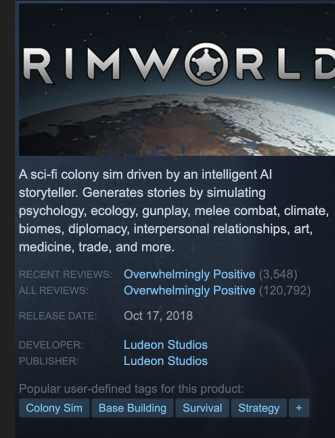 RIMWORLD
A sci-fi colony sim driven by an intelligent AI
storyteller. Generates stories by simulating
psychology, ecology, gunplay, melee combat, climate,
biomes, diplomacy, interpersonal relationships, art,
medicine, trade, and more.
RECENT REVIEWS: Overwhelmingly Positive (3,548)
ALL REVIEWS: Overwhelmingly Positive (120,792)
RELEASE DATE: Oct 17, 2018
DEVELOPER: Ludeon Studios
PUBLISHER: Ludeon Studios
Popular user-defined tags for this product:
Colony Sim Base Building Survival Strategy +